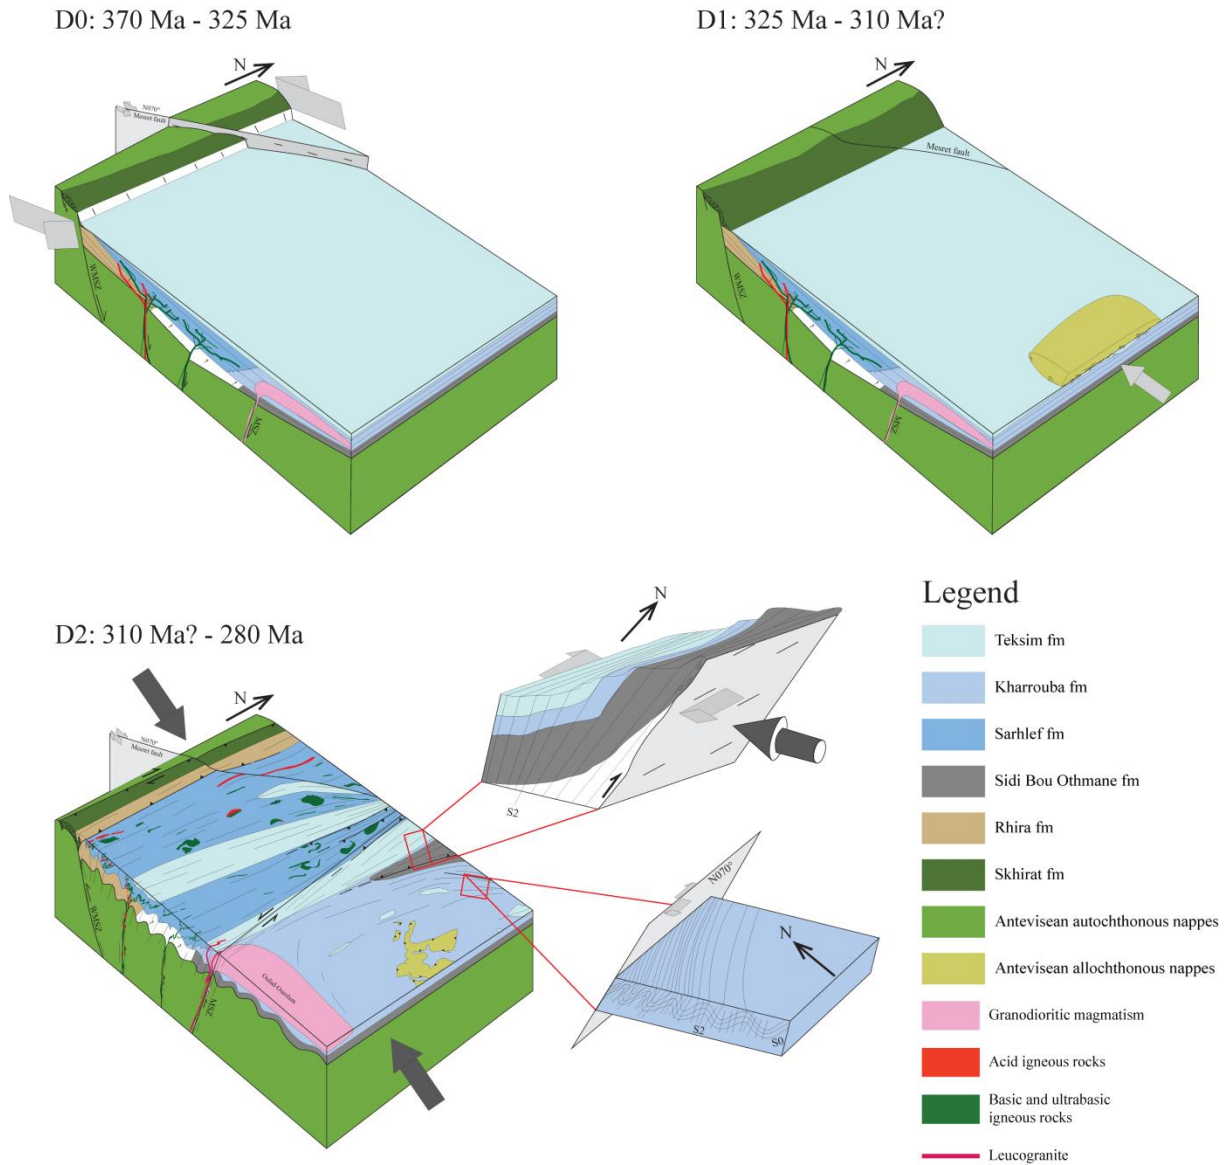 D0: 370 Ma - 325 Ma
N
N070°
Mesret fault
WMSZ
MSZ
D1: 325 Ma - 310 Ma?
N
Mesret fault
WMSZ
MSZ
D2: 310 Ma? - 280 Ma
N
N070°
Mesret fault
WMSZ
MSZ
Oulad-Ouaslam
N
S2
N070°
N
S2
S0
Legend
Teksim fm
Kharrouba fm
Sarhlef fm
Sidi Bou Othmane fm
Rhira fm
Skhirat fm
Antevisean autochthonous nappes
Antevisean allochthonous nappes
Granodioritic magmatism
Acid igneous rocks
Basic and ultrabasic
igneous rocks
Leucogranite